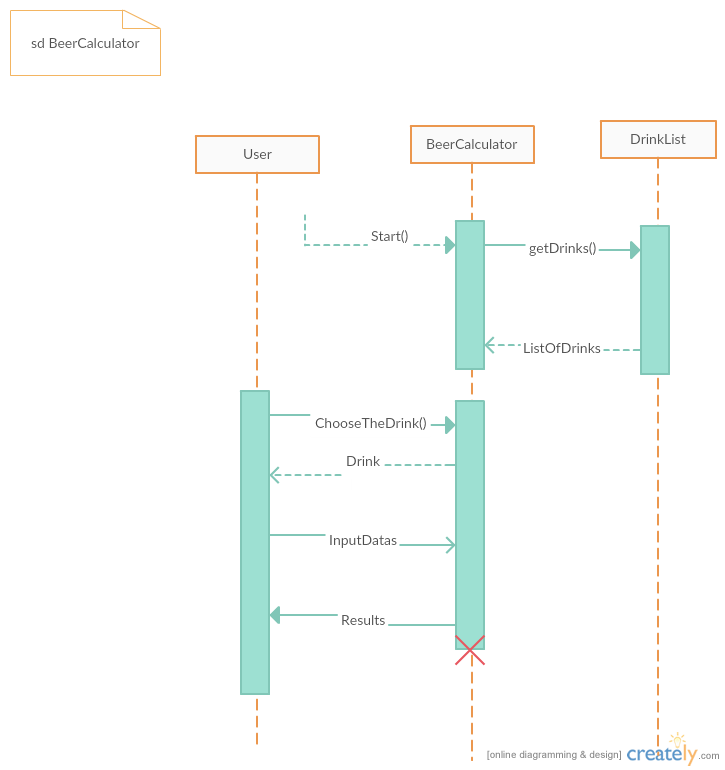 sd BeerCalculator
User
BeerCalculator
DrinkList
Start()
getDrinks()
ListOfDrinks
ChooseTheDrink()
Drink
InputDatas
Results
[online diagramming & design] creately.com